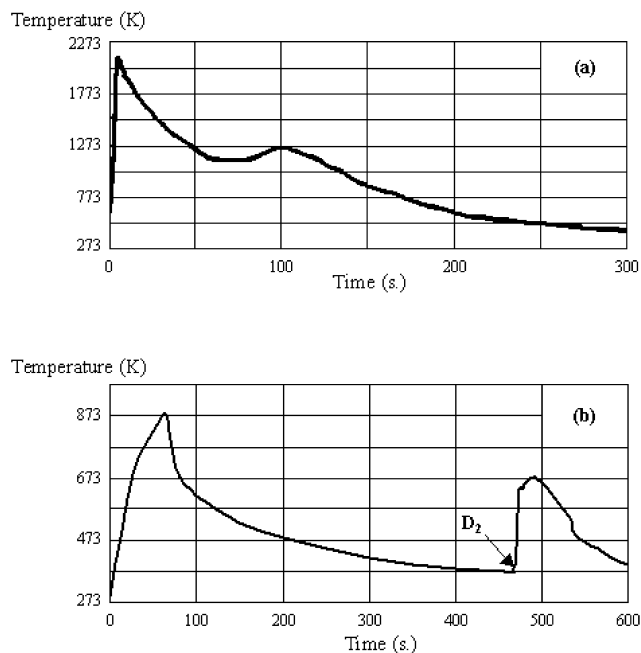 Temperature (K)
2273
(a)
1773
1273
773
273
0 100 200 300
Time (s.)
Temperature (K)
873
(b)
673
D2
473
273
0 100 200 300 400 500 600
Time (s.)